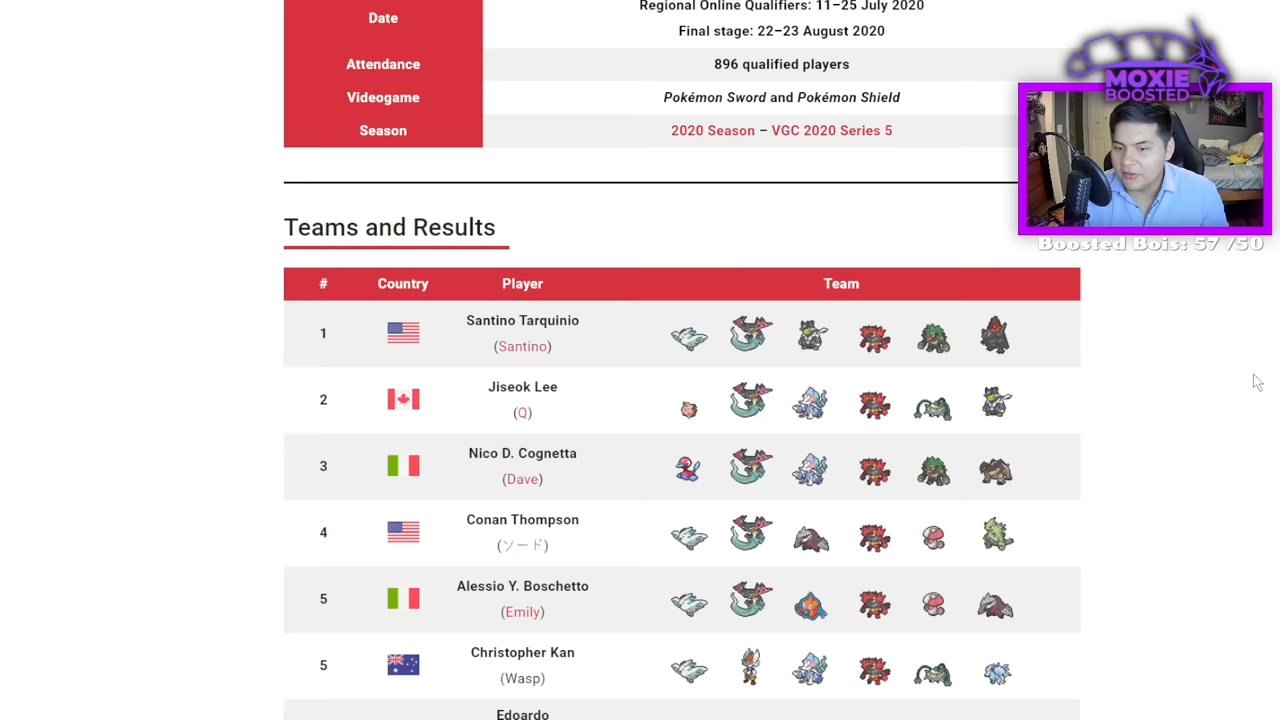 Date
Regional Online Qualifiers: 11–25 July 2020
Final stage: 22–23 August 2020
Attendance
896 qualified players
Videogame
Pokémon Sword and Pokémon Shield
Season
2020 Season – VGC 2020 Series 5
MOXIE
BOOSTED
Boosted Bois: 57 /50
Teams and Results
# Country Player Team
1 Santino Tarquinio
(Santino)
2 Jiseok Lee
(Q)
3 Nico D. Cognetta
(Dave)
4 Conan Thompson
(ソード)
5 Alessio Y. Boschetto
(Emily)
5 Christopher Kan
(Wasp)
Edoardo